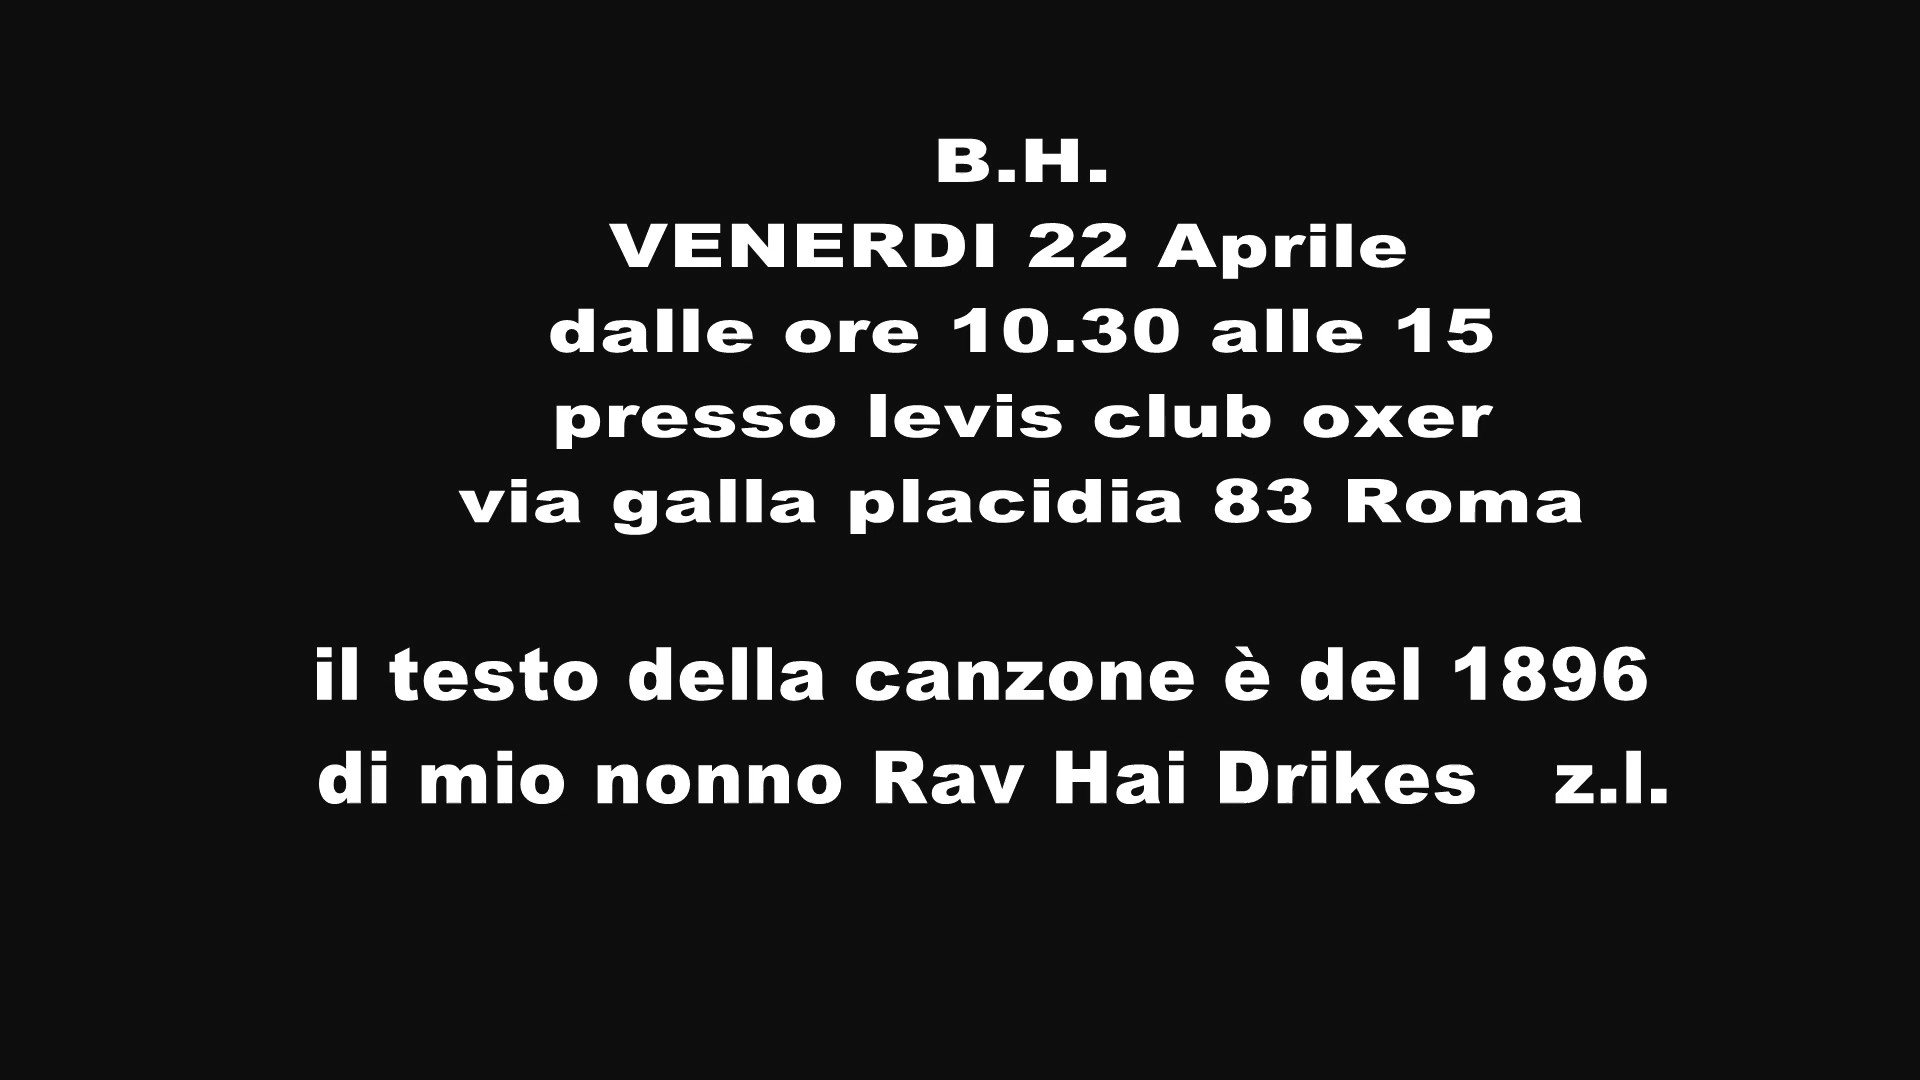 B.H.
VENERDI 22 Aprile
dalle ore 10.30 alle 15
presso levis club oxer
via galla placidia 83 Roma
il testo della canzone è del 1896
di mio nonno Rav Hai Drikes z.l.